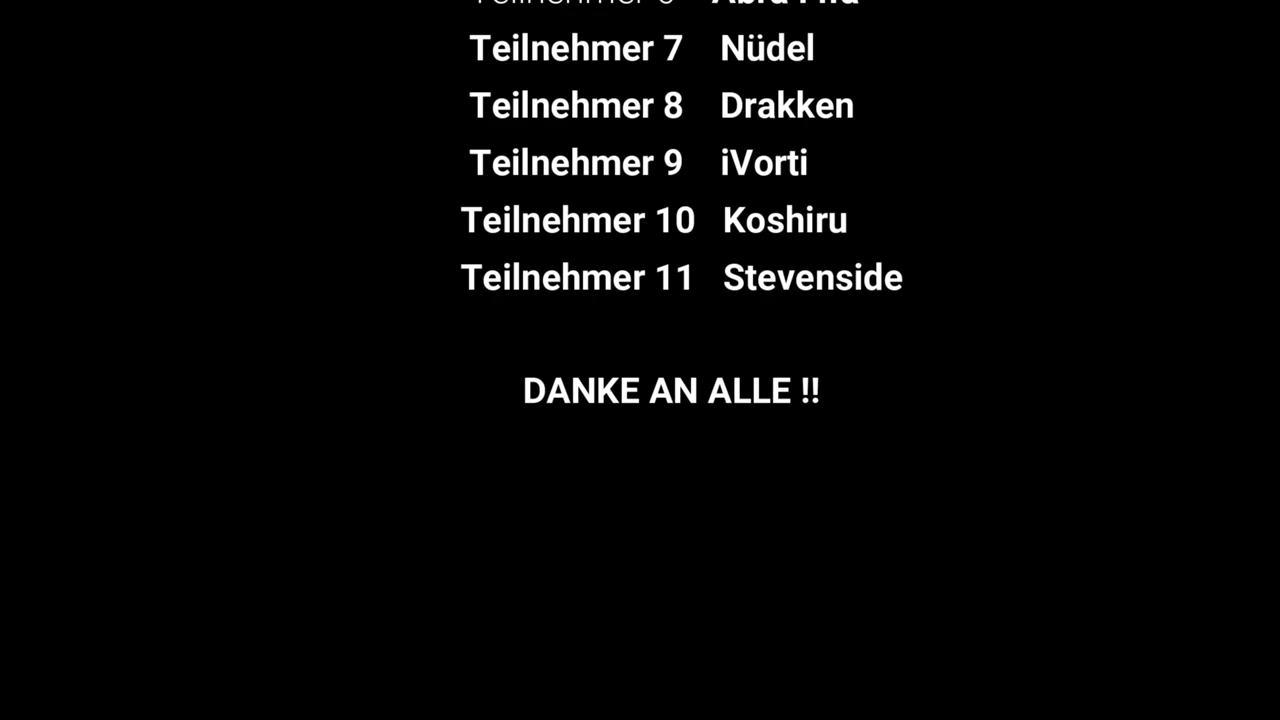 Teilnehmer 7 Nüdel
Teilnehmer 8 Drakken
Teilnehmer 9 iVorti
Teilnehmer 10 Koshiru
Teilnehmer 11 Stevenside
DANKE AN ALLE !!